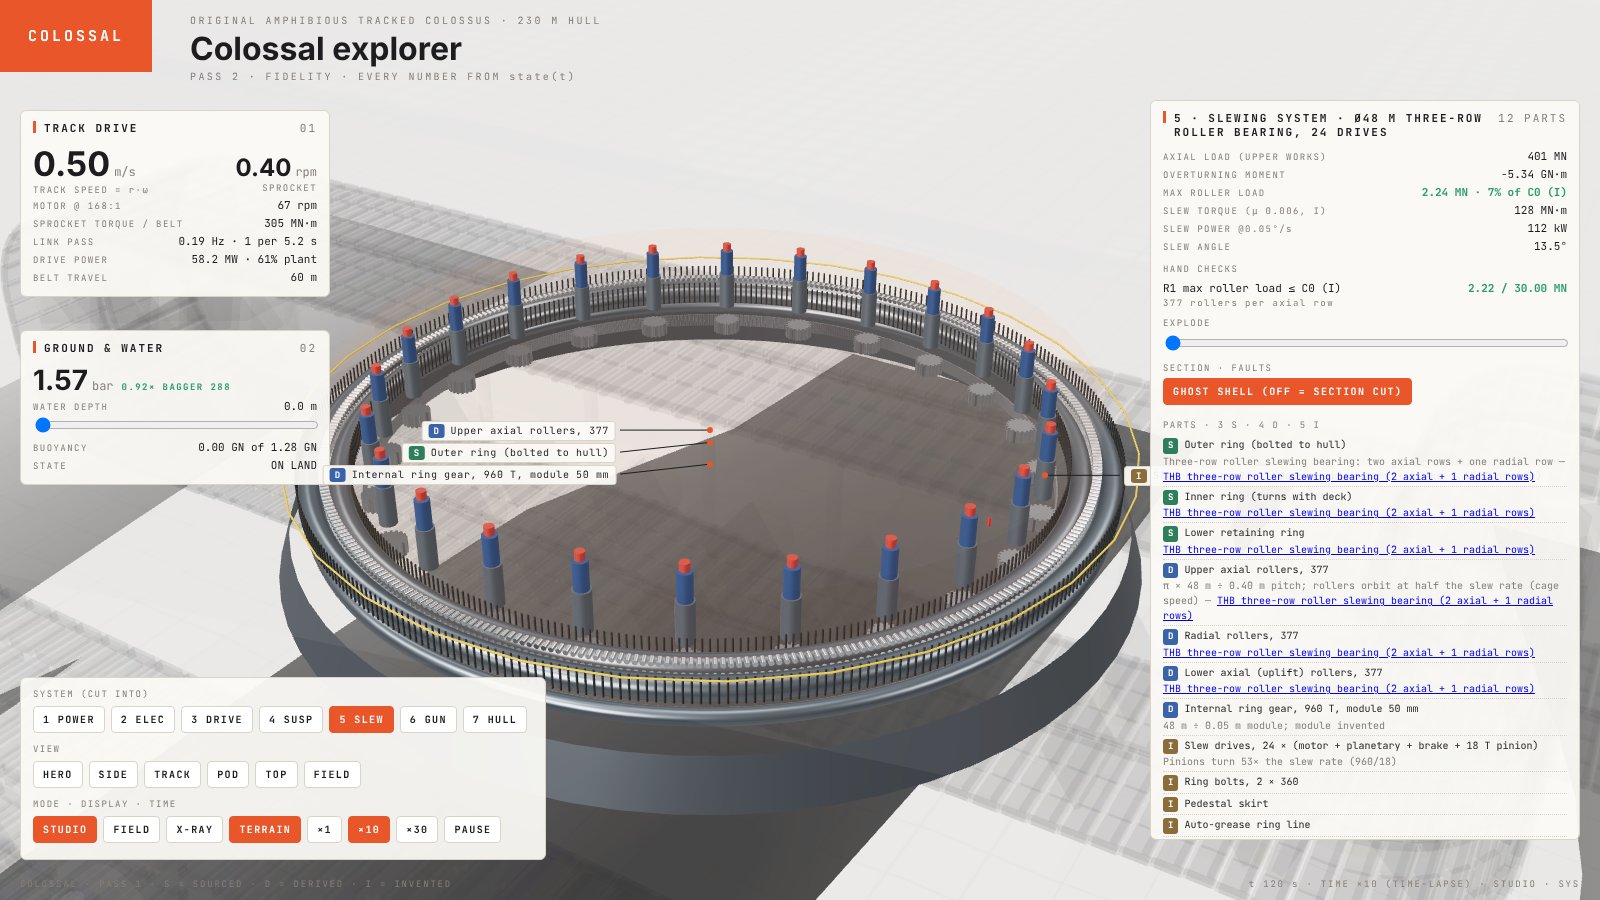 COLOSSAL
ORIGINAL AMPHIBIOUS TRACKED COLOSSUS · 230 M HULL
Colossal explorer
PASS 2 · FIDELITY · EVERY NUMBER FROM state(t)
TRACK DRIVE 01
0.50 m/s 0.40 rpm
TRACK SPEED = r·ω SPROCKET
MOTOR @ 168:1 67 rpm
SPROCKET TORQUE / BELT 305 MN·m
LINK PASS 0.19 Hz · 1 per 5.2 s
DRIVE POWER 58.2 MW · 61% plant
BELT TRAVEL 60 m
GROUND & WATER 02
1.57 bar 0.92× BAGGER 288
WATER DEPTH 0.0 m
BUOYANCY 0.00 GN of 1.28 GN
STATE ON LAND
D Upper axial rollers, 377
S Outer ring (bolted to hull)
D Internal ring gear, 960 T, module 50 mm
I
SYSTEM (CUT INTO)
1 POWER 2 ELEC 3 DRIVE 4 SUSP 5 SLEW 6 GUN 7 HULL
VIEW
HERO SIDE TRACK POD TOP FIELD
MODE · DISPLAY · TIME
STUDIO FIELD X-RAY TERRAIN ×1 ×10 ×30 PAUSE
5 · SLEWING SYSTEM · Ø48 M THREE-ROW ROLLER BEARING, 24 DRIVES 12 PARTS
AXIAL LOAD (UPPER WORKS) 401 MN
OVERTURNING MOMENT -5.34 GN·m
MAX ROLLER LOAD 2.24 MN · 7% of C0 (I)
SLEW TORQUE (μ 0.006, I) 128 MN·m
SLEW POWER @0.05°/s 112 kW
SLEW ANGLE 13.5°
HAND CHECKS
R1 max roller load ≤ C0 (I) 2.22 / 30.00 MN
377 rollers per axial row
EXPLODE
SECTION · FAULTS
GHOST SHELL (OFF = SECTION CUT)
PARTS · 3 S · 4 D · 5 I
S Outer ring (bolted to hull)
Three-row roller slewing bearing: two axial rows + one radial row —
THB three-row roller slewing bearing (2 axial + 1 radial rows)
S Inner ring (turns with deck)
THB three-row roller slewing bearing (2 axial + 1 radial rows)
S Lower retaining ring
THB three-row roller slewing bearing (2 axial + 1 radial rows)
D Upper axial rollers, 377
π × 48 m ÷ 0.40 m pitch; rollers orbit at half the slew rate (cage
speed) — THB three-row roller slewing bearing (2 axial + 1 radial
rows)
D Radial rollers, 377
THB three-row roller slewing bearing (2 axial + 1 radial rows)
D Lower axial (uplift) rollers, 377
THB three-row roller slewing bearing (2 axial + 1 radial rows)
D Internal ring gear, 960 T, module 50 mm
48 m ÷ 0.05 m module; module invented
I Slew drives, 24 × (motor + planetary + brake + 18 T pinion)
Pinions turn 53× the slew rate (960/18)
I Ring bolts, 2 × 360
I Pedestal skirt
I Auto-grease ring line
COLOSSAL · PASS 1 · S = SOURCED · D = DERIVED · I = INVENTED
t 120 s · TIME ×10 (TIME-LAPSE) · STUDIO · SYS